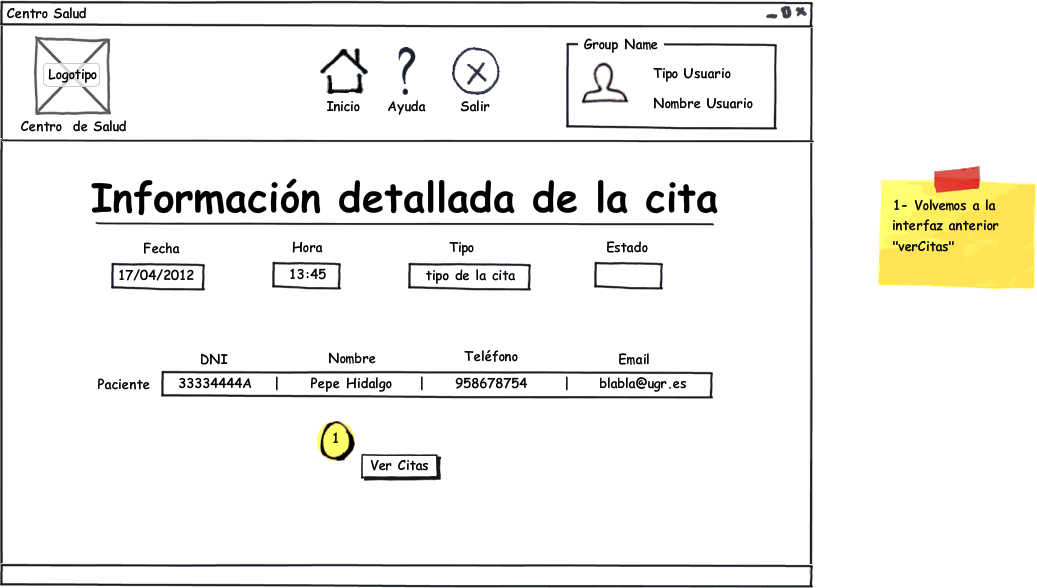 Centro Salud
Logotipo
Centro de Salud
Inicio
Ayuda
Salir
Group Name
Tipo Usuario
Nombre Usuario
Información detallada de la cita
Fecha
Hora
Tipo
Estado
17/04/2012
13:45
tipo de la cita
DNI
Nombre
Teléfono
Email
Paciente
33334444A | Pepe Hidalgo | 958678754 | blabla@ugr.es
1
Ver Citas
1- Volvemos a la
interfaz anterior
"verCitas"